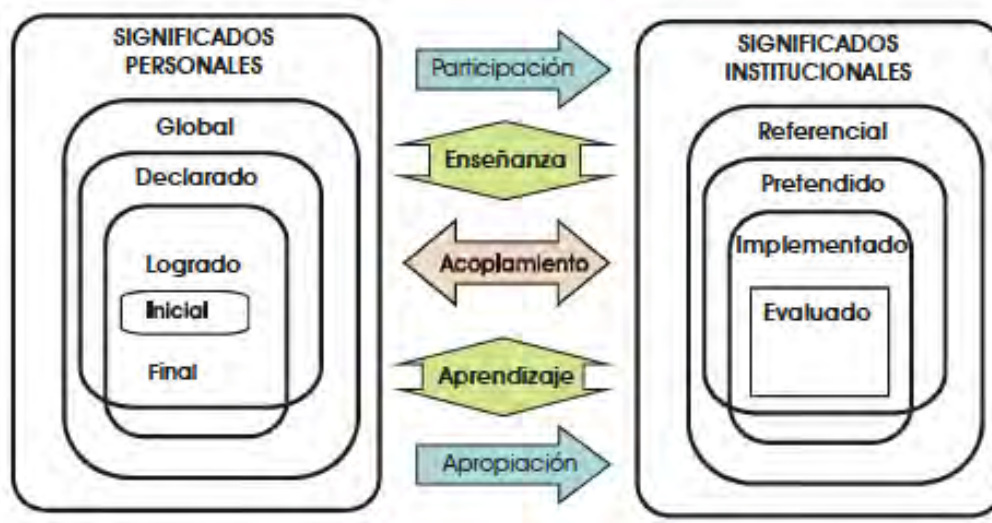 SIGNIFICADOS
PERSONALES
Global
Declarado
Logrado
Inicial
Final
Participación
Enseñanza
Acoplamiento
Aprendizaje
Apropiación
SIGNIFICADOS
INSTITUCIONALES
Referencial
Pretendido
Implementado
Evaluado